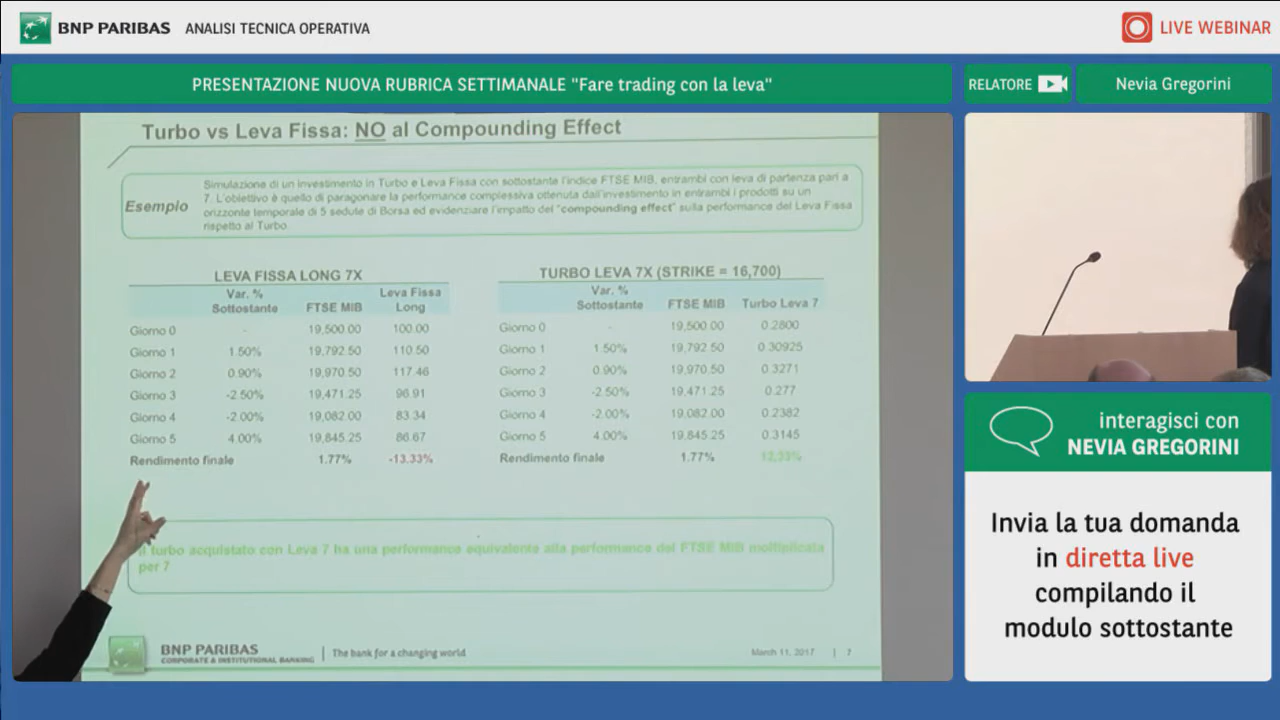 BNP PARIBAS
ANALISI TECNICA OPERATIVA
LIVE WEBINAR
PRESENTAZIONE NUOVA RUBRICA SETTIMANALE "Fare trading con la leva"
RELATORE
Nevia Gregorini
Turbo vs Leva Fissa: NO al Compounding Effect
Esempio
Simulazione di un investimento in Turbo e Leva Fissa con sottostante l'indice FTSE MIB, entrambi con leva di partenza pari a
7. L'obiettivo è quello di paragonare la performance complessiva ottenuta dall'investimento in entrambi i prodotti su un
orizzonte temporale di 5 sedute di Borsa ed evidenziare l'impatto del "compounding effect" sulla performance del Leva Fissa
rispetto al Turbo.
LEVA FISSA LONG 7X
Var. % Sottostante FTSE MIB Leva Fissa Long
Giorno 0 - 19,500.00 100.00
Giorno 1 1.50% 19,792.50 110.50
Giorno 2 0.90% 19,970.50 117.46
Giorno 3 -2.50% 19,471.25 96.91
Giorno 4 -2.00% 19,082.00 83.34
Giorno 5 4.00% 19,845.25 86.67
Rendimento finale 1.77% -13.33%
TURBO LEVA 7X (STRIKE = 16,700)
Var. % Sottostante FTSE MIB Turbo Leva 7
Giorno 0 - 19,500.00 0.2800
Giorno 1 1.50% 19,792.50 0.30925
Giorno 2 0.90% 19,970.50 0.3271
Giorno 3 -2.50% 19,471.25 0.277
Giorno 4 -2.00% 19,082.00 0.2382
Giorno 5 4.00% 19,845.25 0.3145
Rendimento finale 1.77% 12,33%
Il turbo acquistato con Leva 7 ha una performance equivalente alla performance del FTSE MIB moltiplicata
per 7
BNP PARIBAS
CORPORATE & INSTITUTIONAL BANKING
The bank for a changing world
March 11, 2017 | 7
interagisci con
NEVIA GREGORINI
Invia la tua domanda
in diretta live
compilando il
modulo sottostante